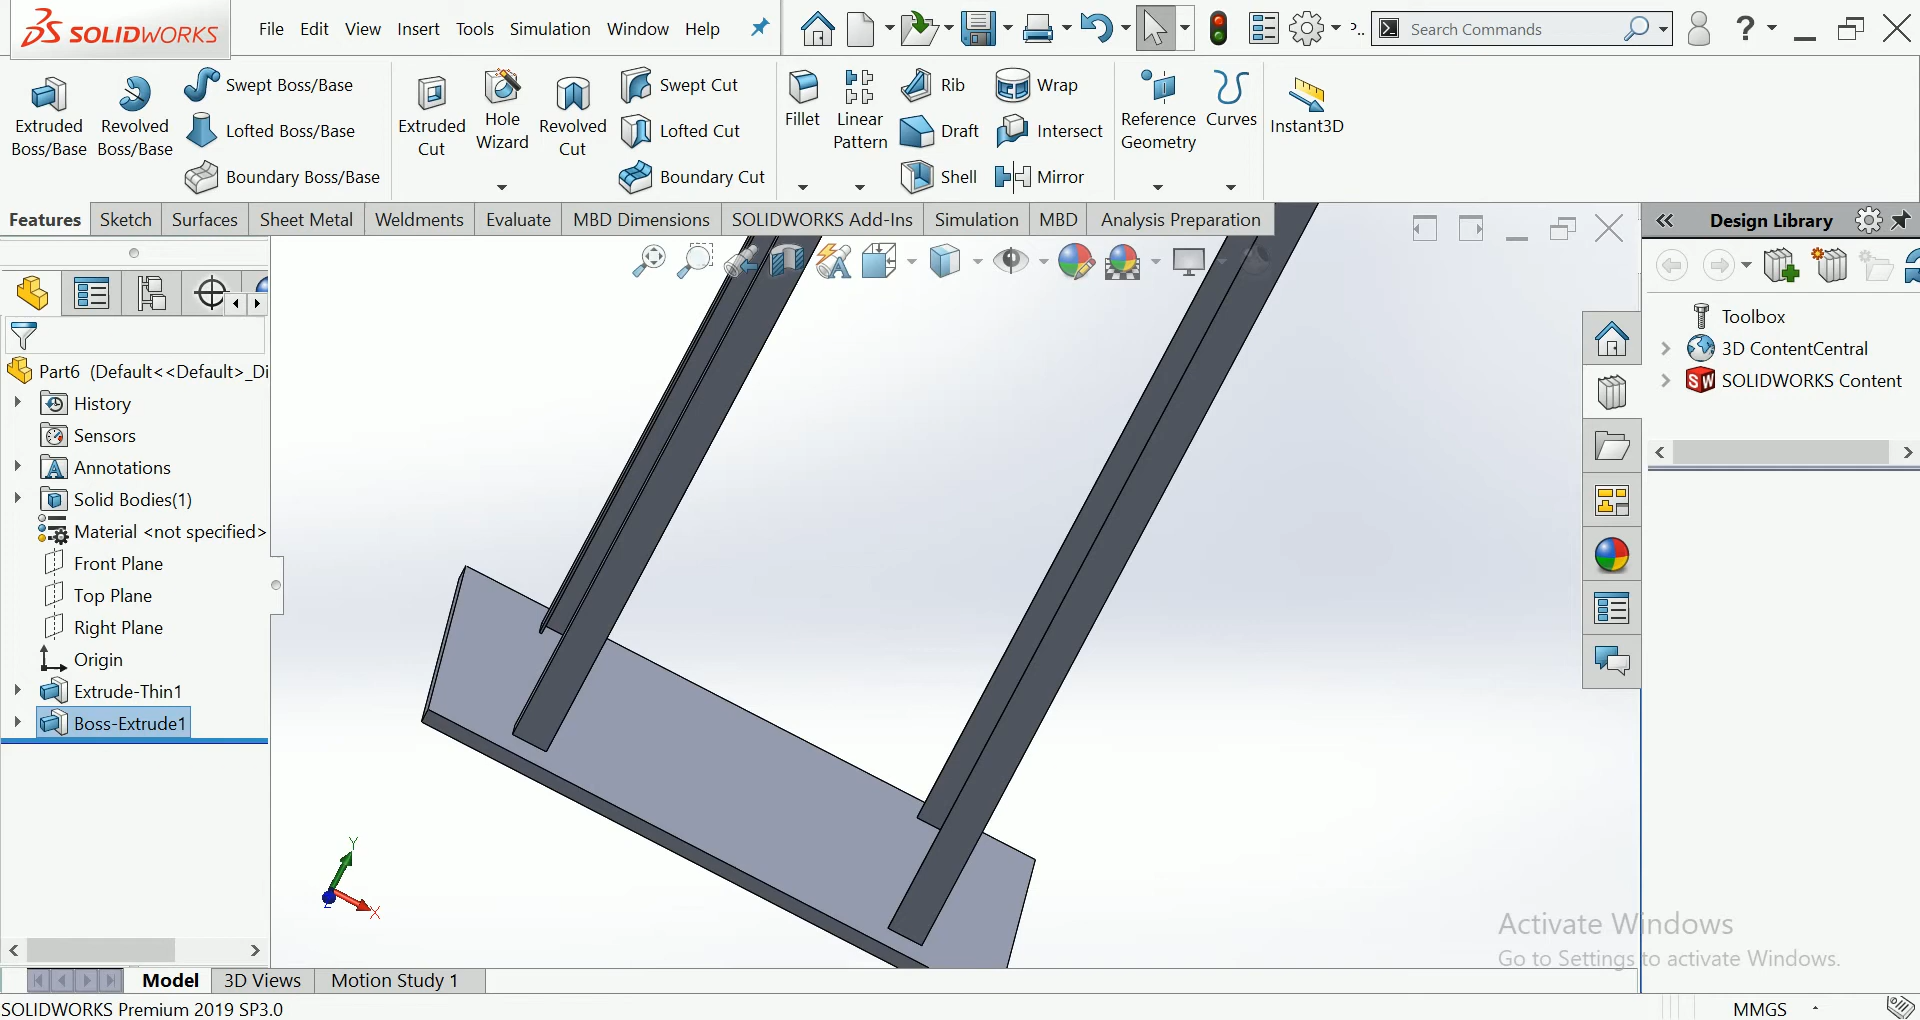 SOLIDWORKS
File Edit View Insert Tools Simulation Window Help
Search Commands
?
Extruded Boss/Base
Revolved Boss/Base
Swept Boss/Base
Lofted Boss/Base
Boundary Boss/Base
Extruded Cut
Hole Wizard
Revolved Cut
Swept Cut
Lofted Cut
Boundary Cut
Fillet
Linear Pattern
Rib
Draft
Shell
Wrap
Intersect
Mirror
Reference Geometry
Curves
Instant3D
Features Sketch Surfaces Sheet Metal Weldments Evaluate MBD Dimensions SOLIDWORKS Add-Ins Simulation MBD Analysis Preparation
Design Library
Toolbox
3D ContentCentral
SOLIDWORKS Content
Part6 (Default<<Default>_Di
History
Sensors
Annotations
Solid Bodies(1)
Material <not specified>
Front Plane
Top Plane
Right Plane
Origin
Extrude-Thin1
Boss-Extrude1
Y
X
Z
Activate Windows
Go to Settings to activate Windows.
Model 3D Views Motion Study 1
SOLIDWORKS Premium 2019 SP3.0
MMGS